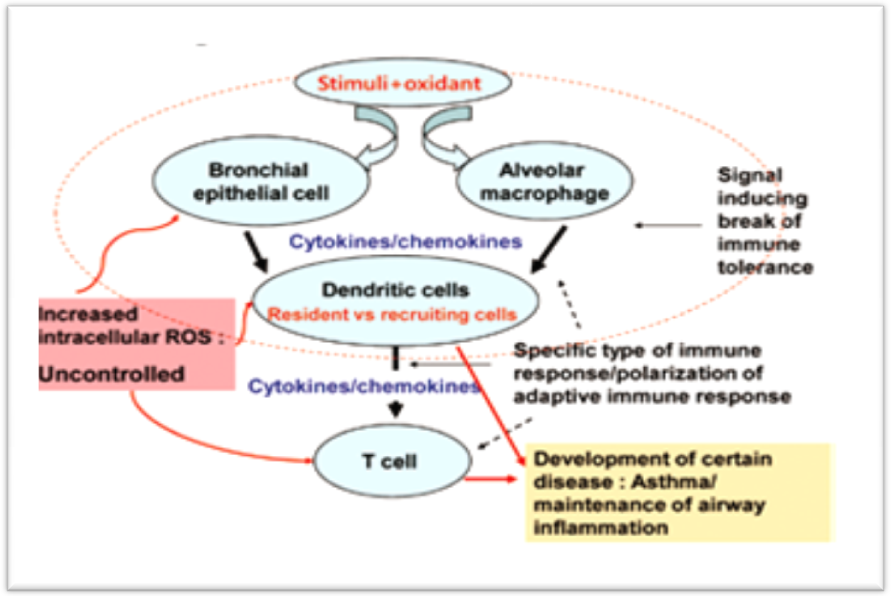 Stimuli+oxidant
Bronchial
epithelial cell
Alveolar
macrophage
Signal
inducing
break of
immune
tolerance
Cytokines/chemokines
Dendritic cells
Resident vs recruiting cells
Increased
intracellular ROS :
Uncontrolled
Specific type of immune
response/polarization of
adaptive immune response
Cytokines/chemokines
T cell
Development of certain
disease : Asthma/
maintenance of airway
inflammation